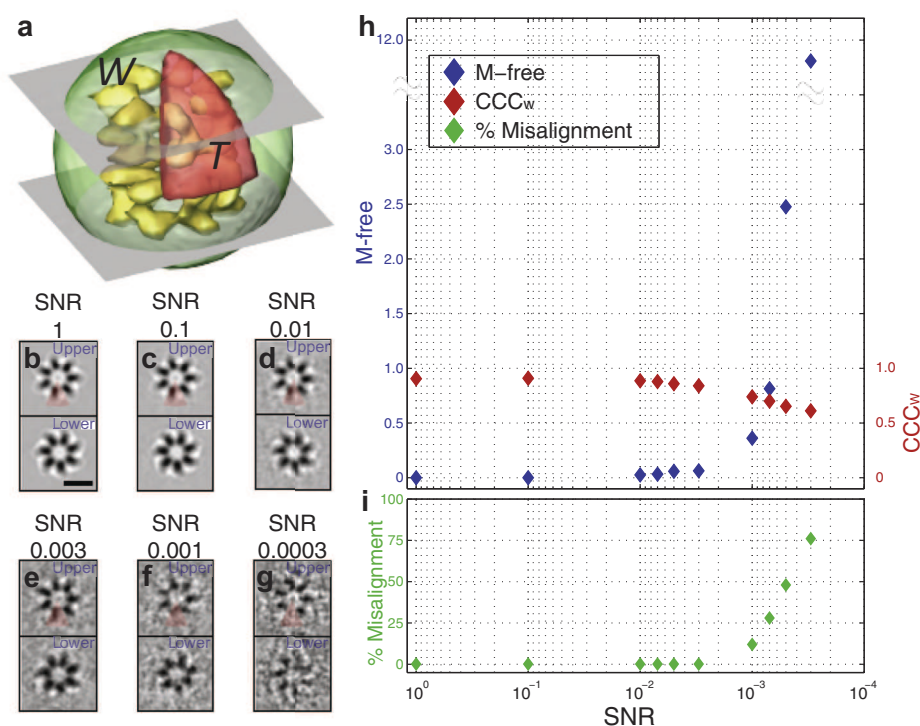 a
W
T
SNR
1
SNR
0.1
SNR
0.01
b
Upper
c
Upper
d
Upper
Lower
Lower
Lower
SNR
0.003
SNR
0.001
SNR
0.0003
e
Upper
f
Upper
g
Upper
Lower
Lower
Lower
h
12.0
3.0
2.5
2.0
1.5
1.0
0.5
0
M-free
M-free
CCCw
% Misalignment
1.0
0.5
0
CCCw
i
100
75
50
25
0
% Misalignment
10⁰
10⁻¹
10⁻²
10⁻³
10⁻⁴
SNR